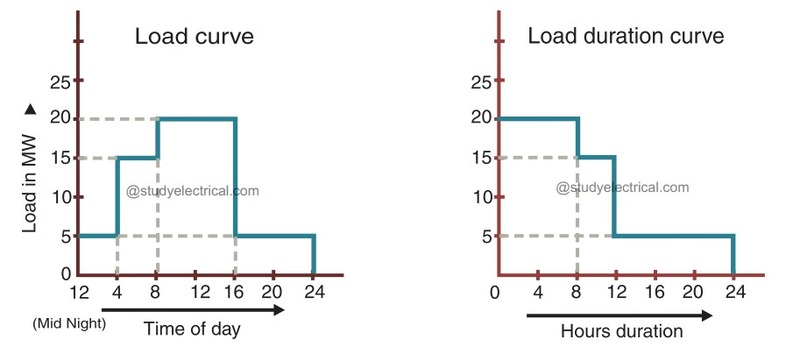 Load curve
Load in MW
25
20
15
10
5
0
@studyelectrical.com
12 4 8 12 16 20 24
(Mid Night)
Time of day
Load duration curve
25
20
15
10
5
@studyelectrical.com
0 4 8 12 16 20 24
Hours duration